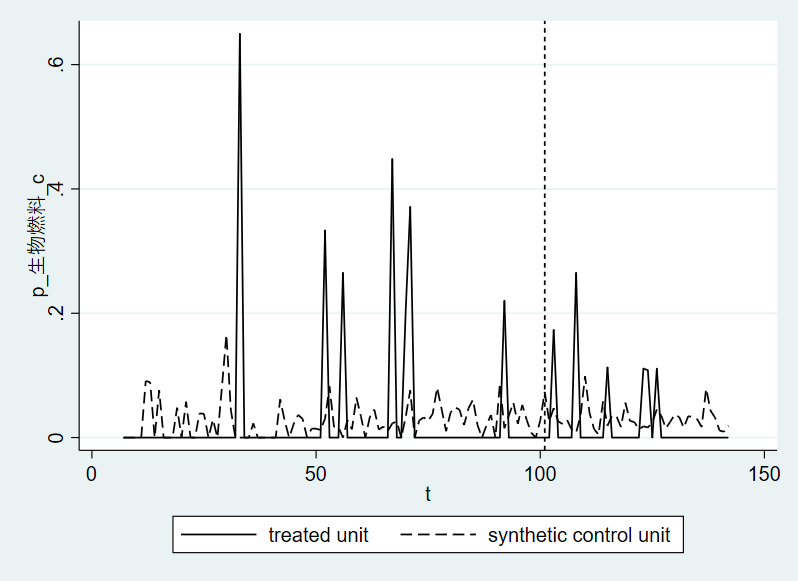 p_生物燃料_c
.6
.4
.2
0
0 50 100 150
t
treated unit synthetic control unit